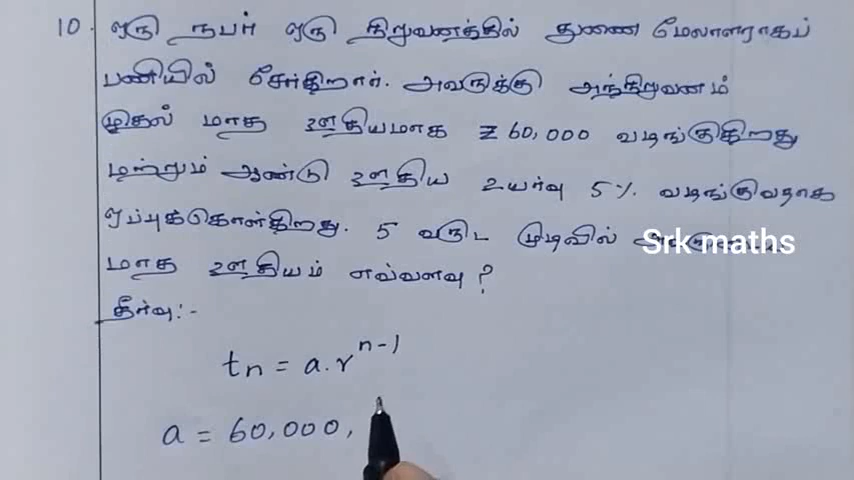 10. ஒரு நபர் ஒரு நிறுவனத்தில் துணை மேலாளராகப்
பணியில் சேர்கிறார். அவருக்கு அந்நிறுவனம்
முதல் மாத ஊதியமாக ₹ 60,000 வழங்குகிறது
மற்றும் ஆண்டு ஊதிய உயர்வு 5% வழங்குவதாக
ஒப்புக்கொள்கிறது. 5 வருட முடிவில்
Srk maths
மாத ஊதியம் எவ்வளவு?
தீர்வு:-
tn = a.r^n-1
a = 60,000,